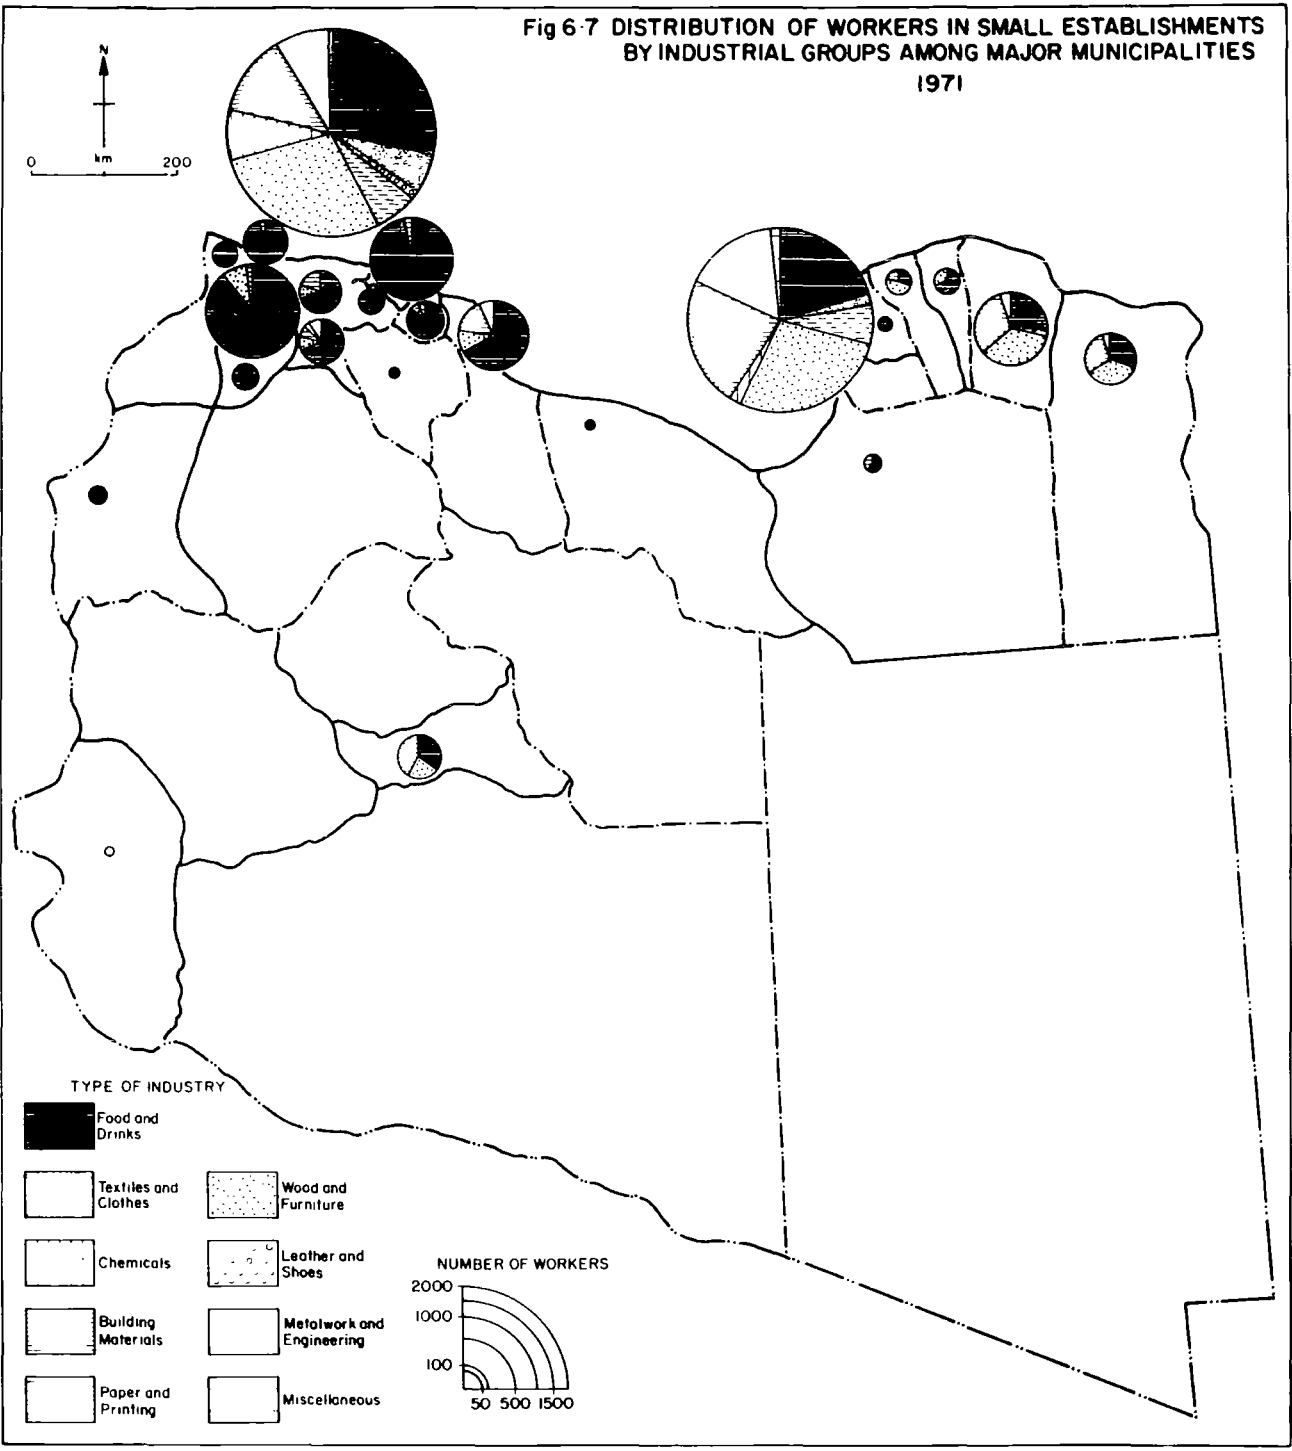 Fig 6·7 DISTRIBUTION OF WORKERS IN SMALL ESTABLISHMENTS
BY INDUSTRIAL GROUPS AMONG MAJOR MUNICIPALITIES
1971
N
0 km 200
TYPE OF INDUSTRY
Food and
Drinks
Textiles and
Clothes
Wood and
Furniture
Chemicals
Leather and
Shoes
Building
Materials
Metalwork and
Engineering
Paper and
Printing
Miscellaneous
NUMBER OF WORKERS
2000
1000
100
50 500 1500